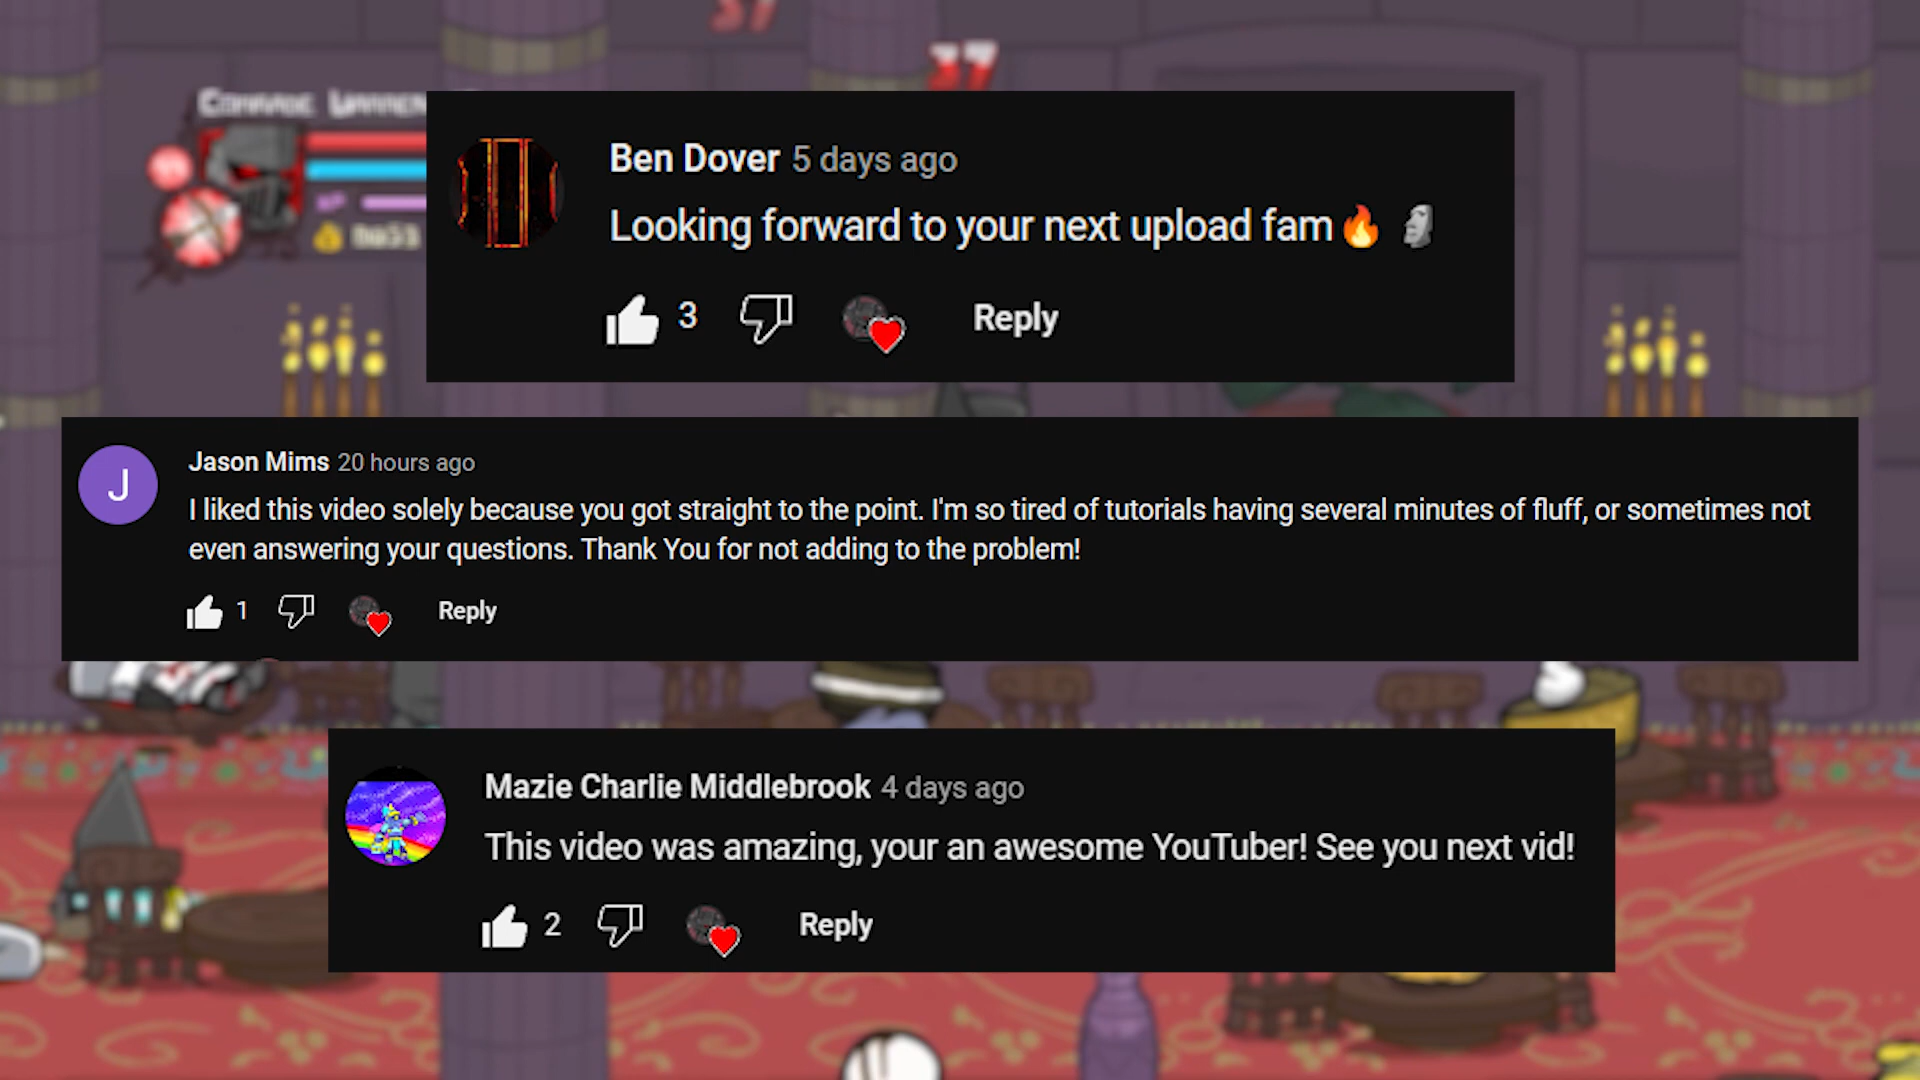 37
37
Ben Dover 5 days ago
Looking forward to your next upload fam🔥 🗿
3
Reply
J
Jason Mims 20 hours ago
I liked this video solely because you got straight to the point. I'm so tired of tutorials having several minutes of fluff, or sometimes not
even answering your questions. Thank You for not adding to the problem!
1
Reply
Mazie Charlie Middlebrook 4 days ago
This video was amazing, your an awesome YouTuber! See you next vid!
2
Reply